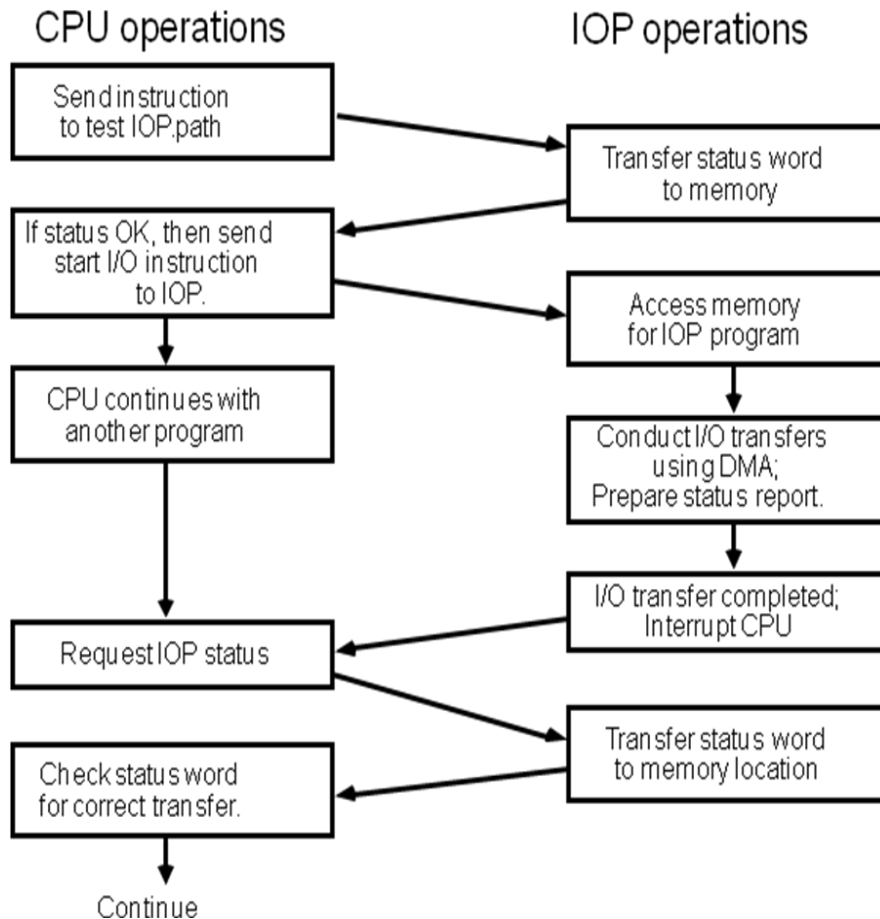 CPU operations
IOP operations
Send instruction
to test IOP.path
Transfer status word
to memory
If status OK, then send
start I/O instruction
to IOP.
Access memory
for IOP program
CPU continues with
another program
Conduct I/O transfers
using DMA;
Prepare status report.
I/O transfer completed;
Interrupt CPU
Request IOP status
Transfer status word
to memory location
Check status word
for correct transfer.
Continue